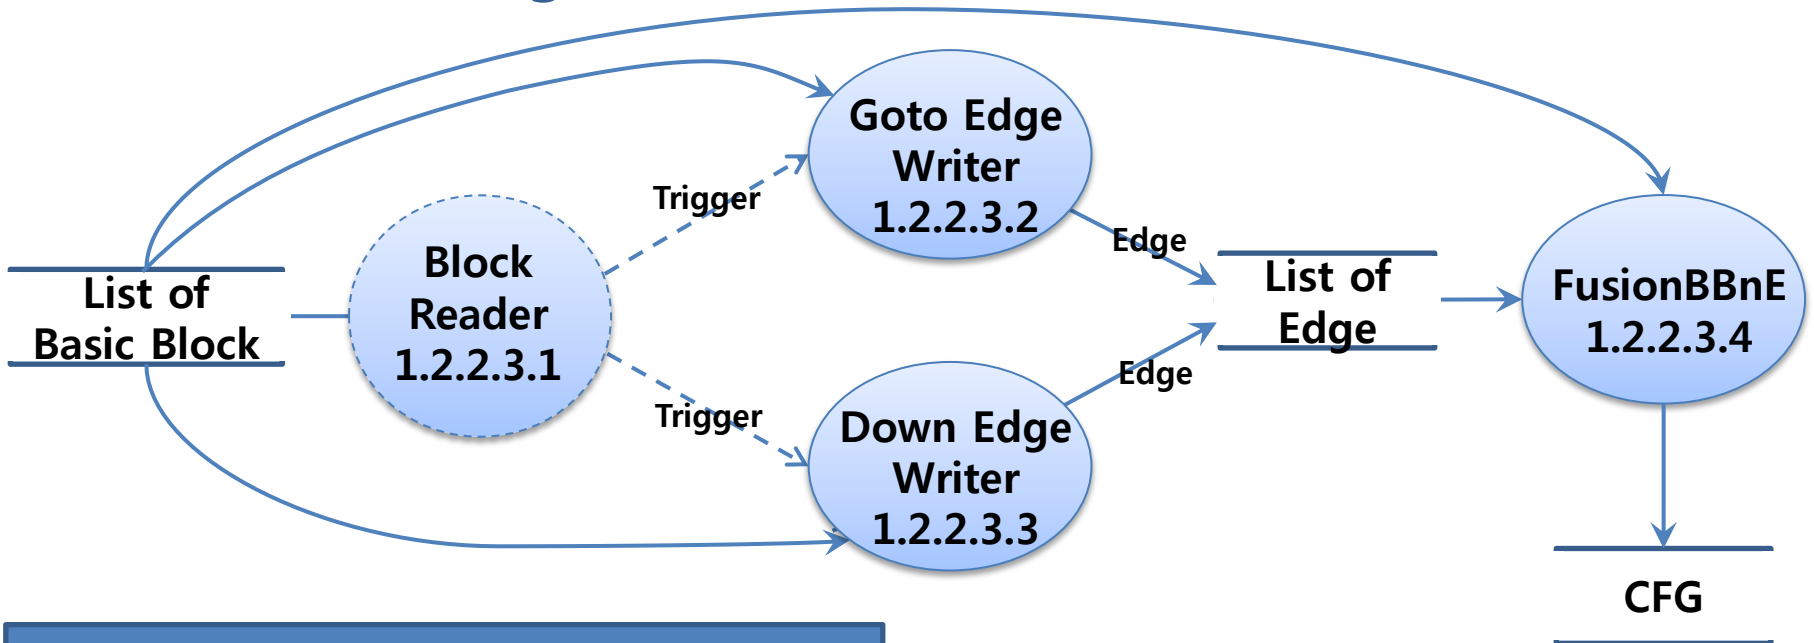 Goto Edge
Writer
1.2.2.3.2
Trigger
Block
Reader
1.2.2.3.1
List of
Basic Block
Edge
List of
Edge
FusionBBnE
1.2.2.3.4
Edge
Trigger
Down Edge
Writer
1.2.2.3.3
CFG